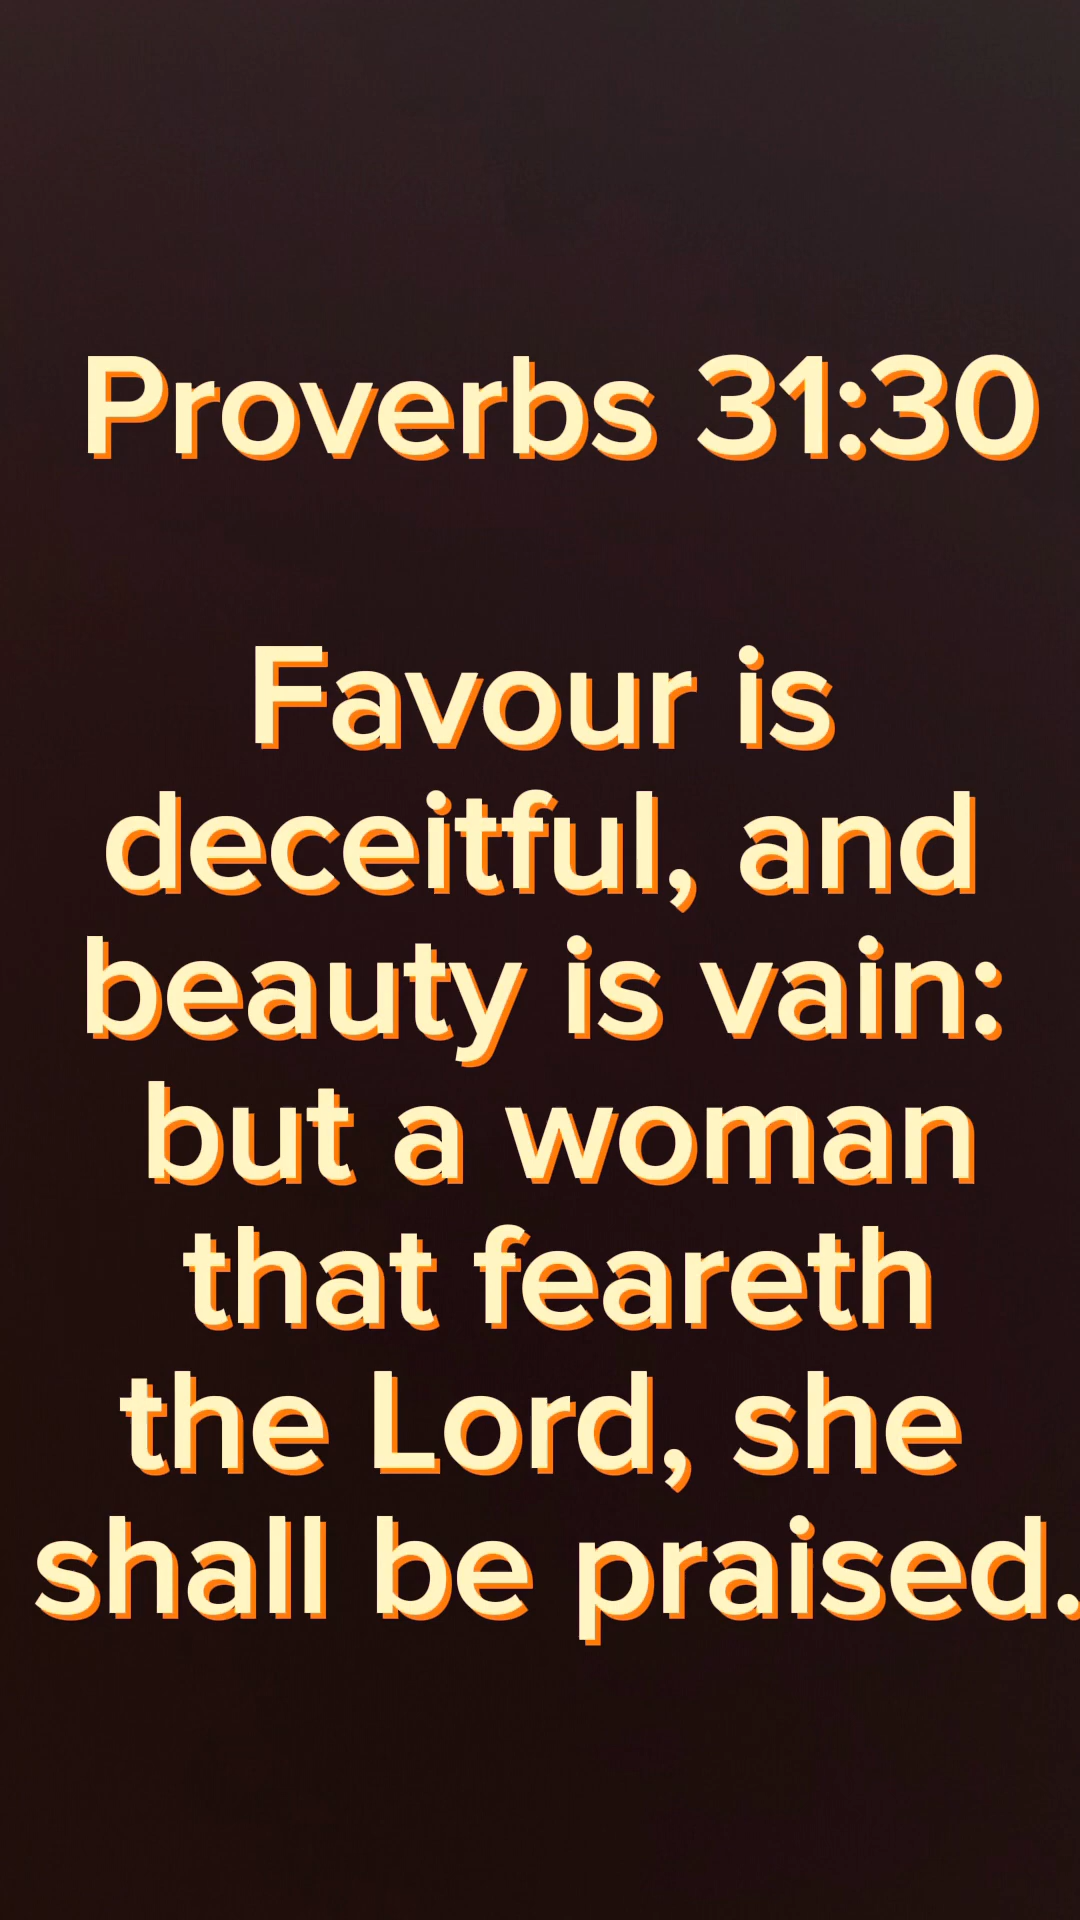 Proverbs 31:30
Favour is
deceitful, and
beauty is vain:
but a woman
that feareth
the Lord, she
shall be praised.